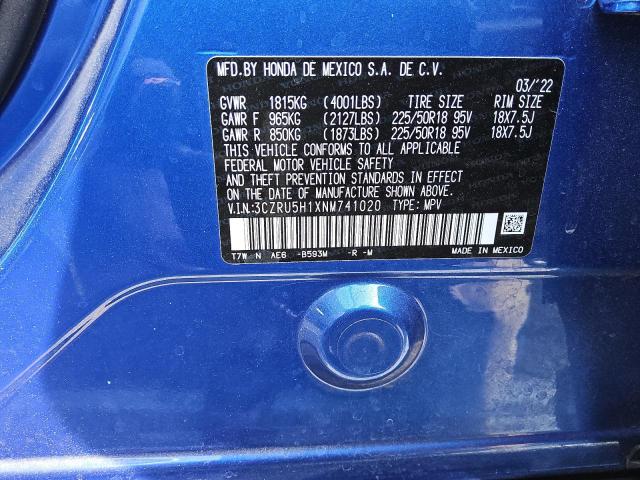 MFD.BY HONDA DE MEXICO S.A. DE C.V.
03/'22
GVWR 1815KG (4001LBS) TIRE SIZE RIM SIZE
GAWR F 965KG (2127LBS) 225/50R18 95V 18X7.5J
GAWR R 850KG (1873LBS) 225/50R18 95V 18X7.5J
THIS VEHICLE CONFORMS TO ALL APPLICABLE
FEDERAL MOTOR VEHICLE SAFETY
AND THEFT PREVENTION STANDARDS IN EFFECT
ON THE DATE OF MANUFACTURE SHOWN ABOVE.
V.I.N:3CZRU5H1XNM741020 TYPE: MPV
T7W N AE6 -B593M -R -M MADE IN MEXICO